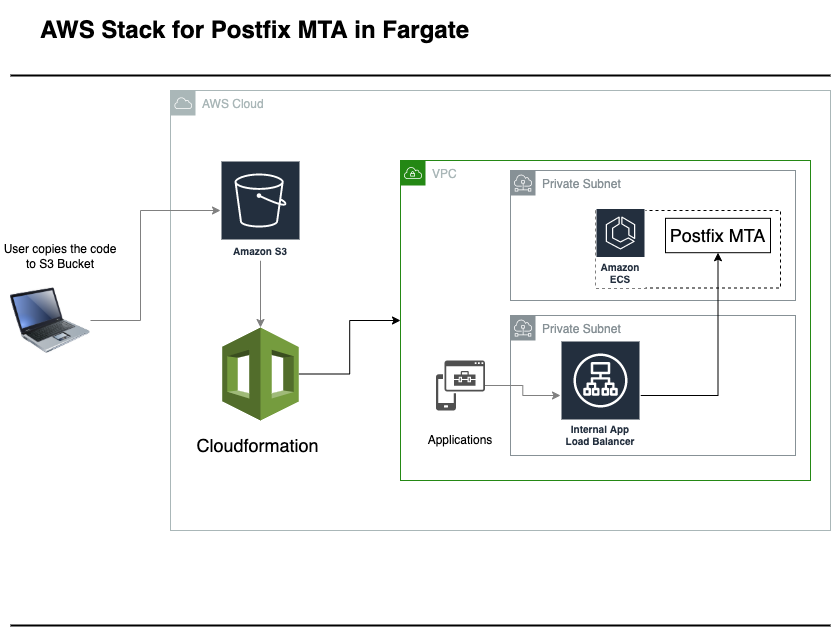 AWS Stack for Postfix MTA in Fargate
AWS Cloud
VPC
Private Subnet
Amazon S3
User copies the code
to S3 Bucket
Postfix MTA
Amazon
ECS
Private Subnet
Cloudformation
Applications
Internal App
Load Balancer